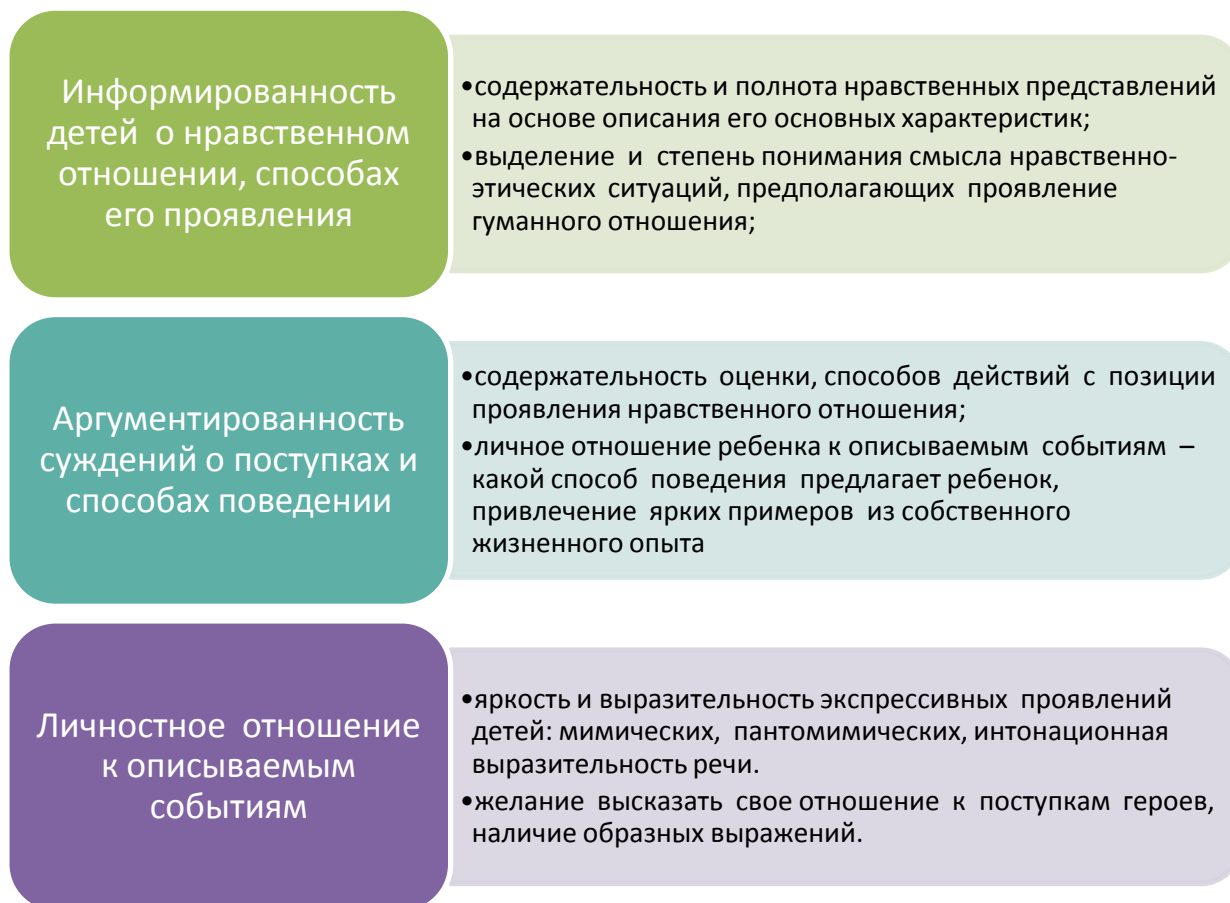 Информированность
детей о нравственном
отношении, способах
его проявления
•содержательность и полнота нравственных представлений
на основе описания его основных характеристик;
•выделение и степень понимания смысла нравственно-
этических ситуаций, предполагающих проявление
гуманного отношения;
Аргументированность
суждений о поступках и
способах поведении
•содержательность оценки, способов действий с позиции
проявления нравственного отношения;
•личное отношение ребенка к описываемым событиям –
какой способ поведения предлагает ребенок,
привлечение ярких примеров из собственного
жизненного опыта
Личностное отношение
к описываемым
событиям
•яркость и выразительность экспрессивных проявлений
детей: мимических, пантомимических, интонационная
выразительность речи.
•желание высказать свое отношение к поступкам героев,
наличие образных выражений.